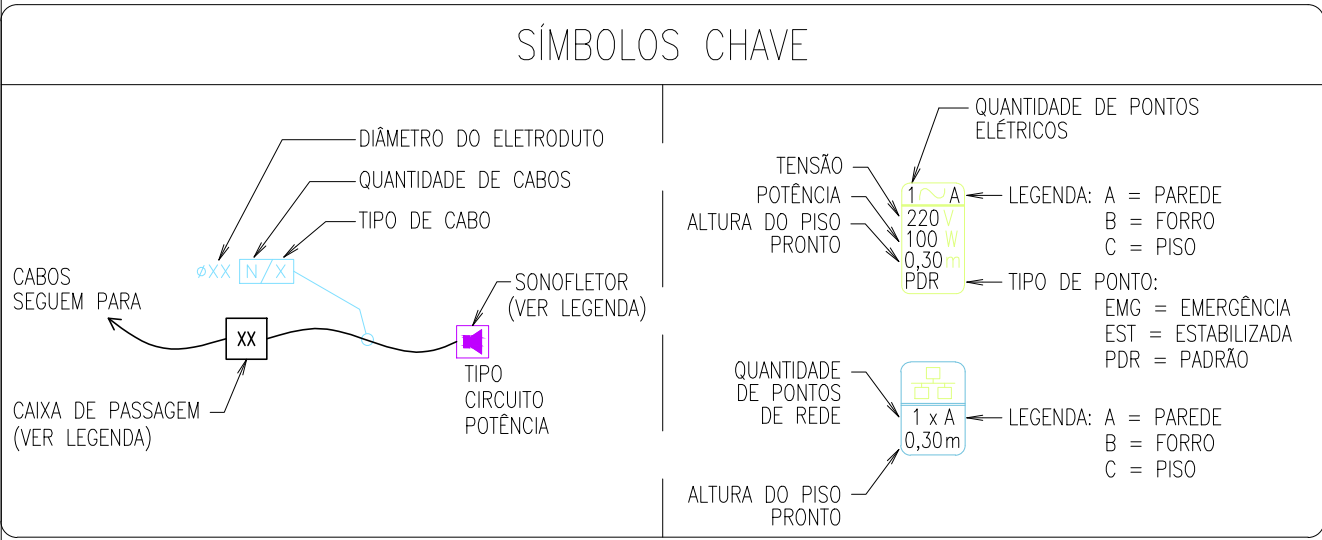 SÍMBOLOS CHAVE
DIÂMETRO DO ELETRODUTO
QUANTIDADE DE CABOS
TIPO DE CABO
øXX N/X
CABOS
SEGUEM PARA
XX
SONOFLETOR
(VER LEGENDA)
TIPO
CIRCUITO
POTÊNCIA
CAIXA DE PASSAGEM
(VER LEGENDA)
QUANTIDADE DE PONTOS
ELÉTRICOS
TENSÃO
POTÊNCIA
ALTURA DO PISO
PRONTO
1 A
220 V
100 W
0,30 m
PDR
LEGENDA: A = PAREDE
B = FORRO
C = PISO
TIPO DE PONTO:
EMG = EMERGÊNCIA
EST = ESTABILIZADA
PDR = PADRÃO
QUANTIDADE
DE PONTOS
DE REDE
1 x A
0,30 m
LEGENDA: A = PAREDE
B = FORRO
C = PISO
ALTURA DO PISO
PRONTO